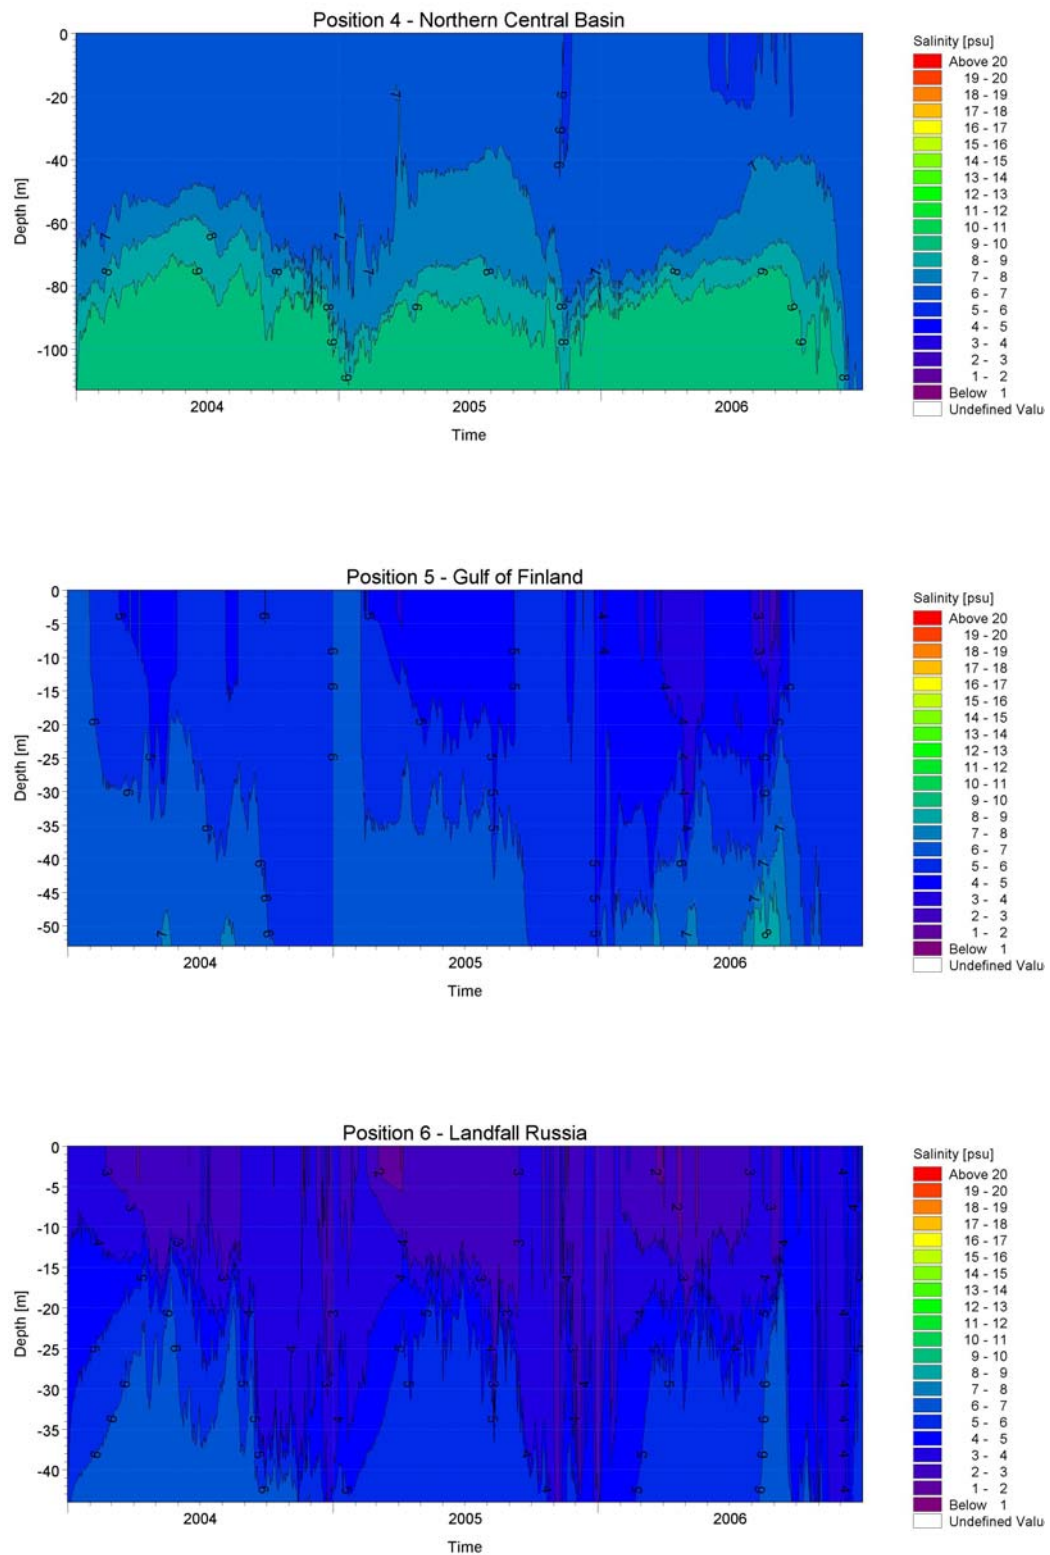 Position 4 - Northern Central Basin
Salinity [psu]
Above 20
19 - 20
18 - 19
17 - 18
16 - 17
15 - 16
14 - 15
13 - 14
12 - 13
11 - 12
10 - 11
9 - 10
8 - 9
7 - 8
6 - 7
5 - 6
4 - 5
3 - 4
2 - 3
1 - 2
Below 1
Undefined Valu
0
-20
-40
-60
-80
-100
Depth [m]
2004
2005
2006
Time
Position 5 - Gulf of Finland
Salinity [psu]
Above 20
19 - 20
18 - 19
17 - 18
16 - 17
15 - 16
14 - 15
13 - 14
12 - 13
11 - 12
10 - 11
9 - 10
8 - 9
7 - 8
6 - 7
5 - 6
4 - 5
3 - 4
2 - 3
1 - 2
Below 1
Undefined Valu
0
-5
-10
-15
-20
-25
-30
-35
-40
-45
-50
Depth [m]
2004
2005
2006
Time
Position 6 - Landfall Russia
Salinity [psu]
Above 20
19 - 20
18 - 19
17 - 18
16 - 17
15 - 16
14 - 15
13 - 14
12 - 13
11 - 12
10 - 11
9 - 10
8 - 9
7 - 8
6 - 7
5 - 6
4 - 5
3 - 4
2 - 3
1 - 2
Below 1
Undefined Valu
0
-5
-10
-15
-20
-25
-30
-35
-40
Depth [m]
2004
2005
2006
Time